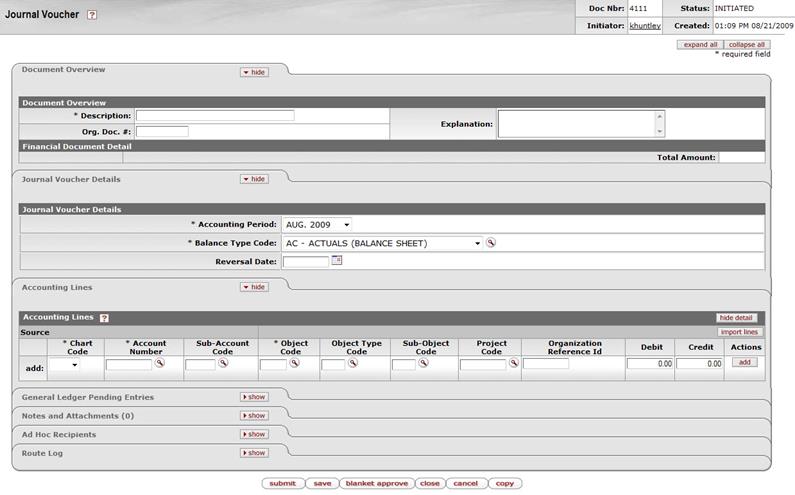 Journal Voucher ?
Doc Nbr: 4111 Status: INITIATED
Initiator: khuntley Created: 01:09 PM 08/21/2009
expand all collapse all
* required field
Document Overview hide
Document Overview
* Description: Explanation:
Org. Doc. #:
Financial Document Detail
Total Amount:
Journal Voucher Details hide
Journal Voucher Details
* Accounting Period: AUG. 2009
* Balance Type Code: AC - ACTUALS (BALANCE SHEET)
Reversal Date:
Accounting Lines hide
Accounting Lines ? hide detail
Source import lines
* Chart Code * Account Number Sub-Account Code * Object Code Object Type Code Sub-Object Code Project Code Organization Reference Id Debit Credit Actions
add: 0.00 0.00 add
General Ledger Pending Entries show
Notes and Attachments (0) show
Ad Hoc Recipients show
Route Log show
submit save blanket approve close cancel copy